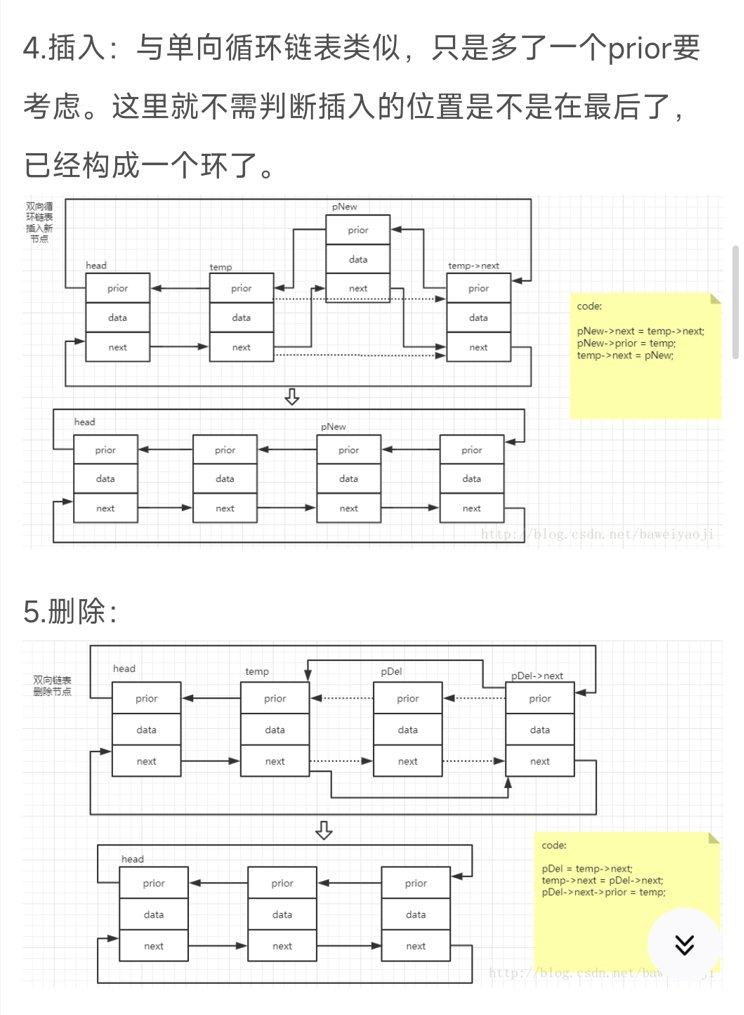 4.插入：与单向循环链表类似，只是多了一个prior要
考虑。这里就不需判断插入的位置是不是在最后了，
已经构成一个环了。
双向循
环链表
插入新
节点
pNew
prior
data
next
head
prior
data
next
temp
prior
data
next
temp->next
prior
data
next
code:
pNew->next = temp->next;
pNew->prior = temp;
temp->next = pNew;
head
pNew
prior
prior
prior
prior
data
data
data
data
next
next
next
next
http://blog.csdn.net/baweiyaoji
5.删除：
双向链表
删除节点
head
temp
pDel
pDel->next
prior
prior
prior
prior
data
data
data
data
next
next
next
next
head
prior
prior
prior
data
data
data
next
next
next
code:
pDel = temp->next;
temp->next = pDel->next;
pDel->next->prior = temp;